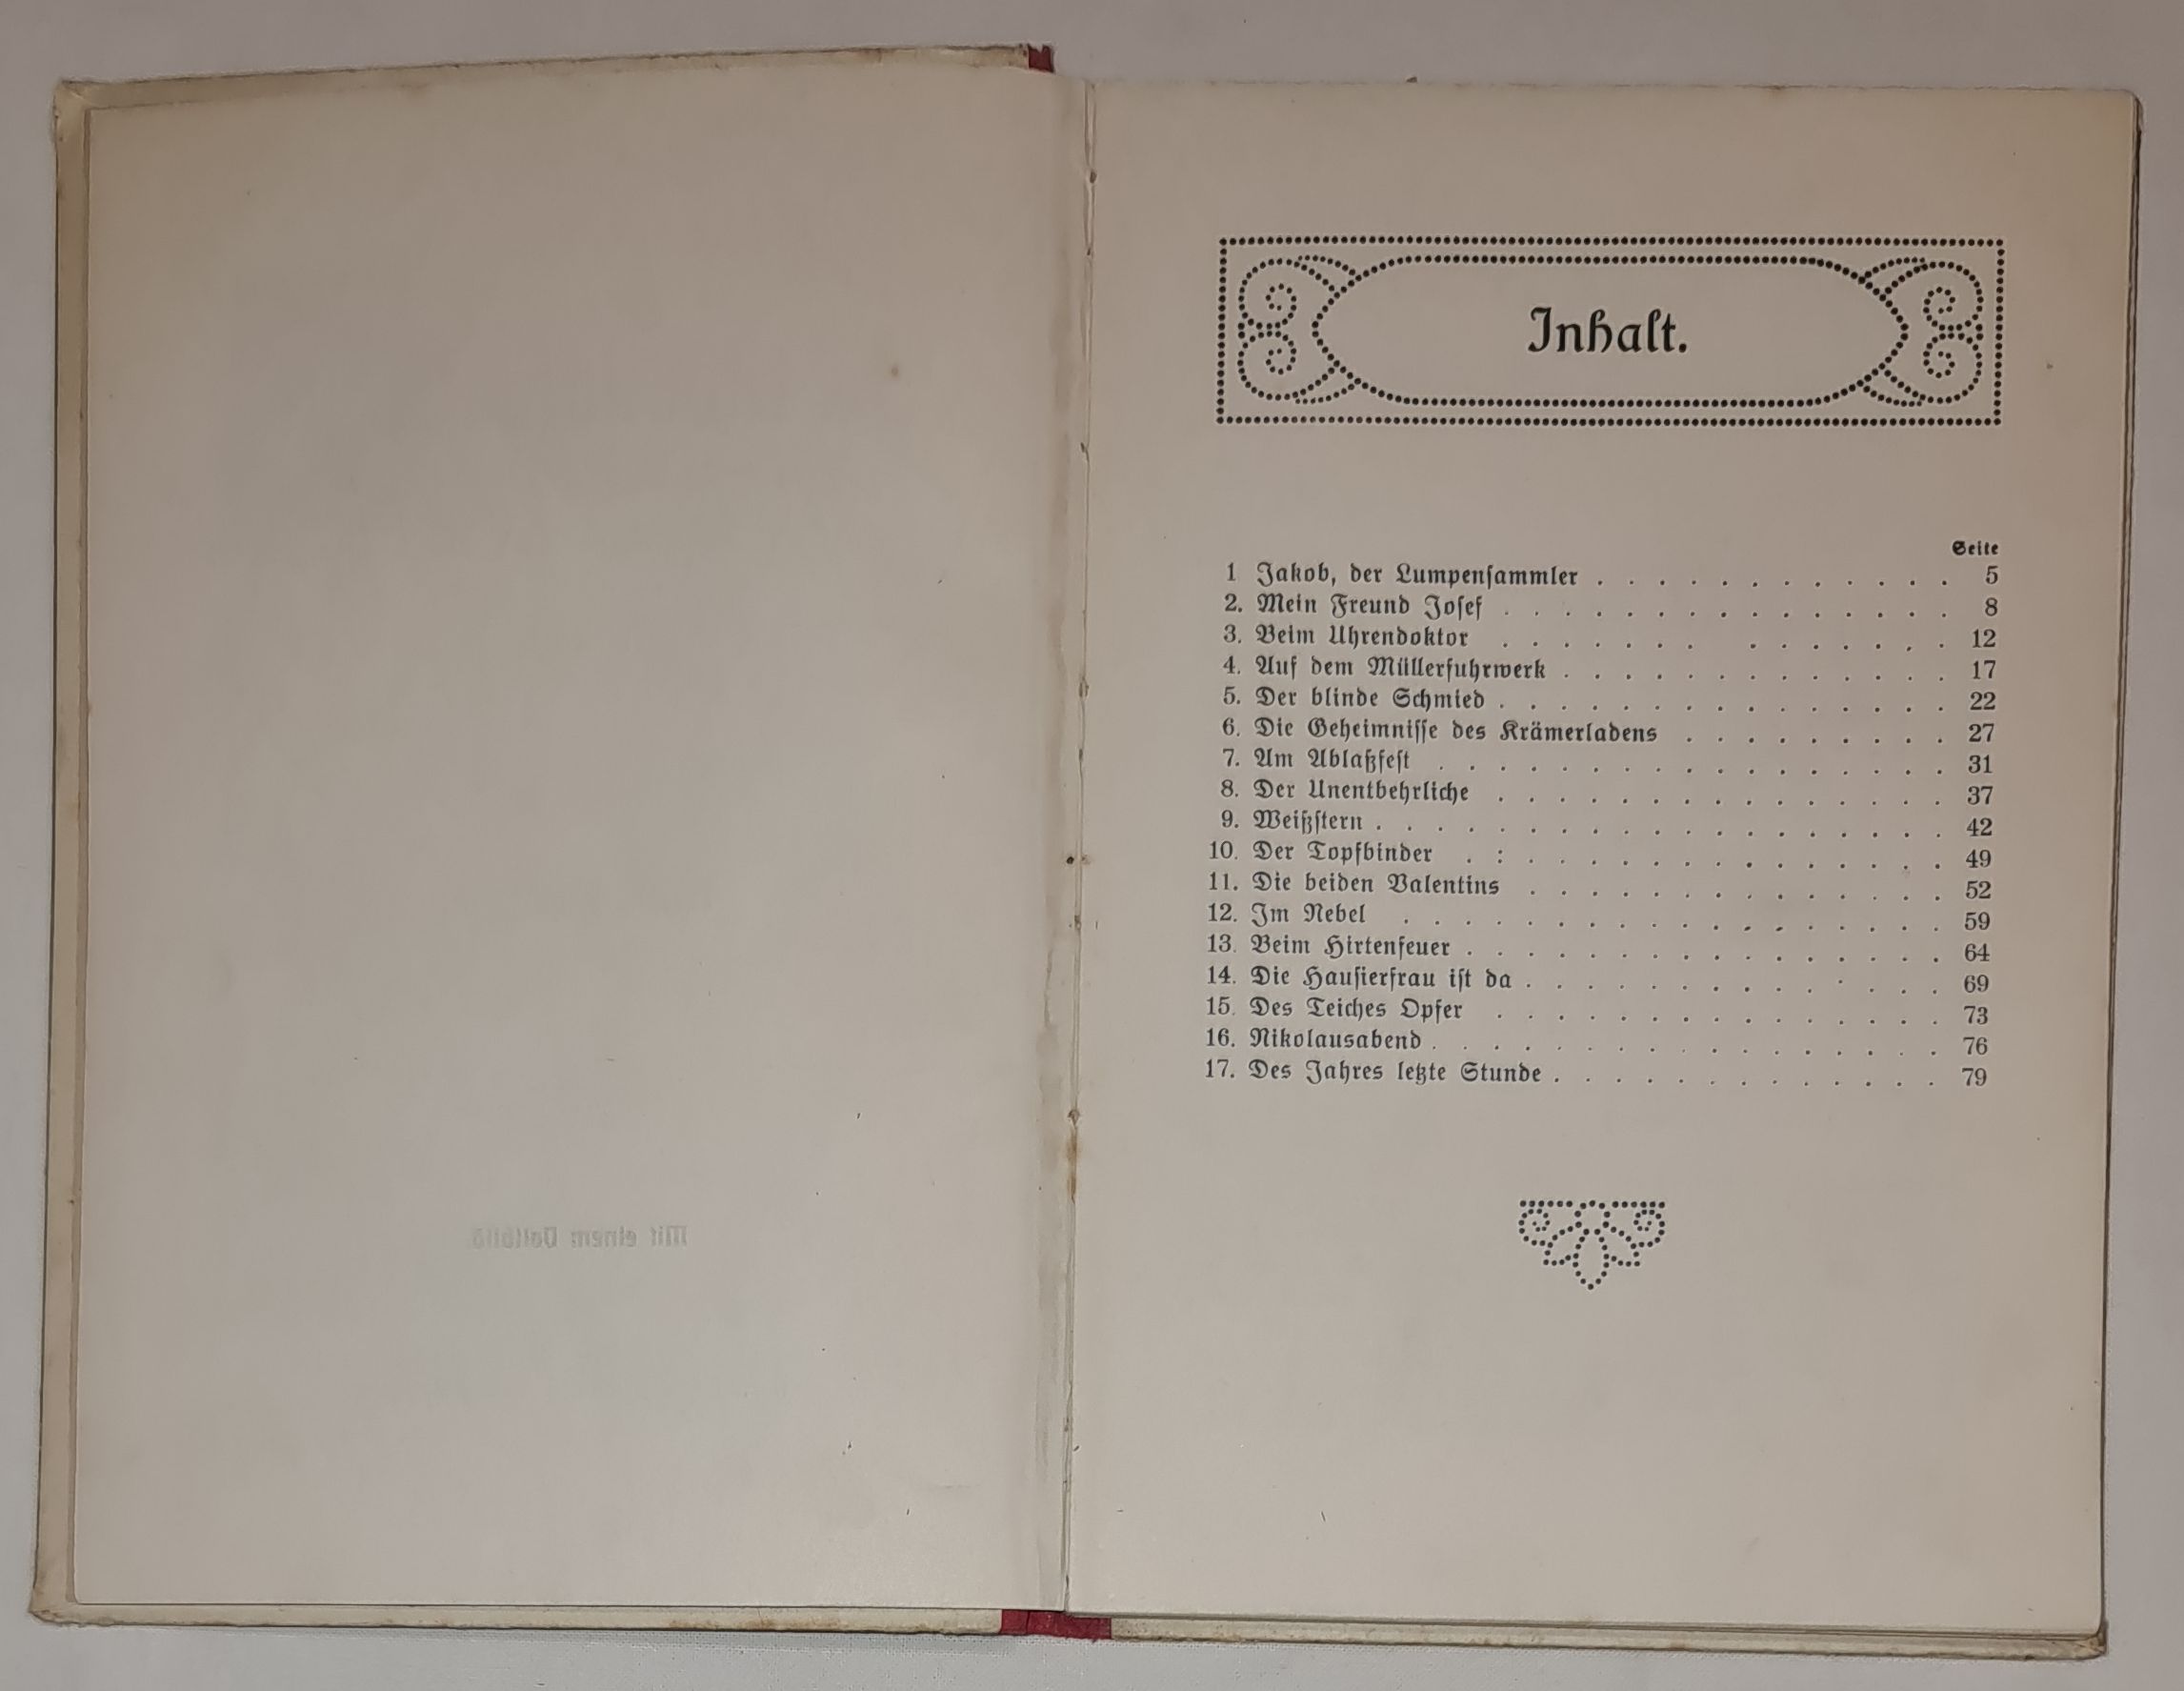 Inhalt.
Seite
1 Jakob, der Lumpensammler . . . . . . . . . . . . 5
2. Mein Freund Josef . . . . . . . . . . . . . . . 8
3. Beim Uhrendoktor . . . . . . . . . . . . . . 12
4. Auf dem Müllerfuhrwerk . . . . . . . . . . . . . 17
5. Der blinde Schmied . . . . . . . . . . . . . . . 22
6. Die Geheimnisse des Krämerladens . . . . . . . . . 27
7. Am Ablaßfest . . . . . . . . . . . . . . . . . 31
8. Der Unentbehrliche . . . . . . . . . . . . . . . 37
9. Weißstern . . . . . . . . . . . . . . . . . . . 42
10. Der Topfbinder . : . . . . . . . . . . . . . . 49
11. Die beiden Valentins . . . . . . . . . . . . . . 52
12. Im Nebel . . . . . . . . . . . . . . . . . . 59
13. Beim Hirtenfeuer . . . . . . . . . . . . . . . . 64
14. Die Hausierfrau ist da . . . . . . . . . . . . . . 69
15. Des Teiches Opfer . . . . . . . . . . . . . . . 73
16. Nikolausabend . . . . . . . . . . . . . . . . . 76
17. Des Jahres letzte Stunde . . . . . . . . . . . . . 79
Mit einem